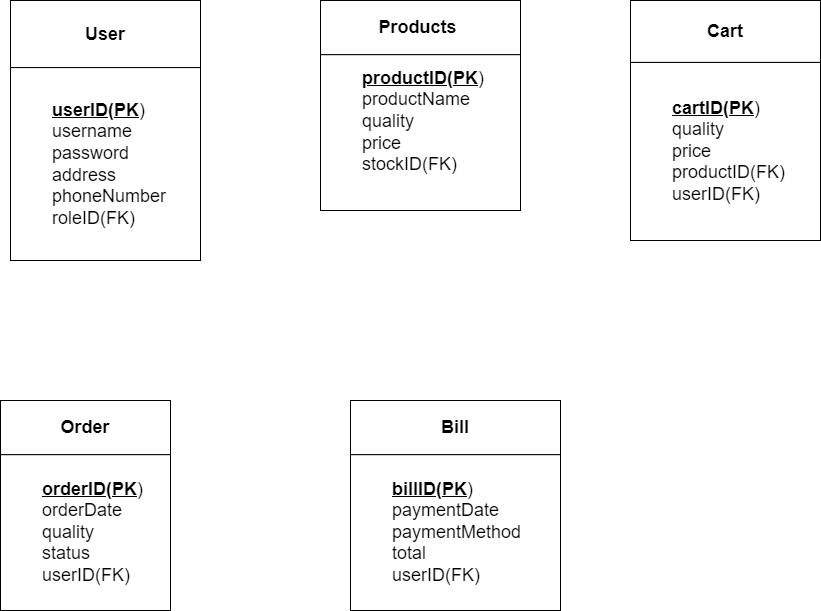 User
userID(PK)
username
password
address
phoneNumber
roleID(FK)
Products
productID(PK)
productName
quality
price
stockID(FK)
Cart
cartID(PK)
quality
price
productID(FK)
userID(FK)
Order
orderID(PK)
orderDate
quality
status
userID(FK)
Bill
billID(PK)
paymentDate
paymentMethod
total
userID(FK)